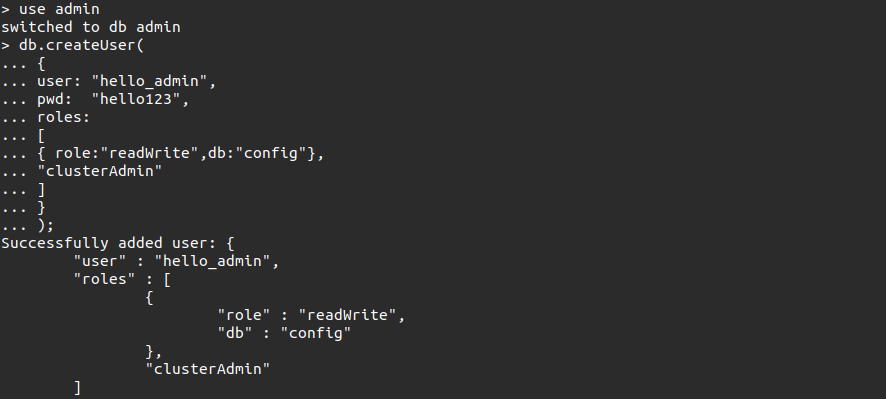 > use admin
switched to db admin
> db.createUser(
... {
... user: "hello_admin",
... pwd:  "hello123",
... roles:
... [
... { role:"readWrite",db:"config"},
... "clusterAdmin"
... ]
... }
... );
Successfully added user: {
        "user" : "hello_admin",
        "roles" : [
                {
                        "role" : "readWrite",
                        "db" : "config"
                },
                "clusterAdmin"
        ]